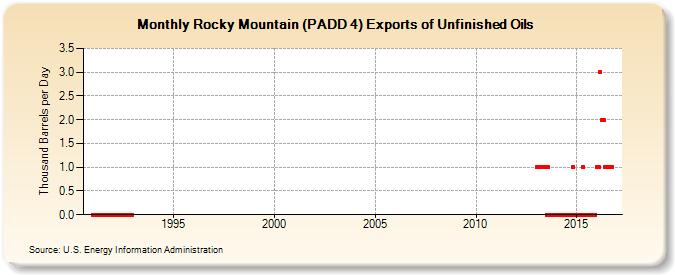 Monthly Rocky Mountain (PADD 4) Exports of Unfinished Oils
Thousand Barrels per Day
3.5
3.0
2.5
2.0
1.5
1.0
0.5
0.0
1995 2000 2005 2010 2015
Source: U.S. Energy Information Administration